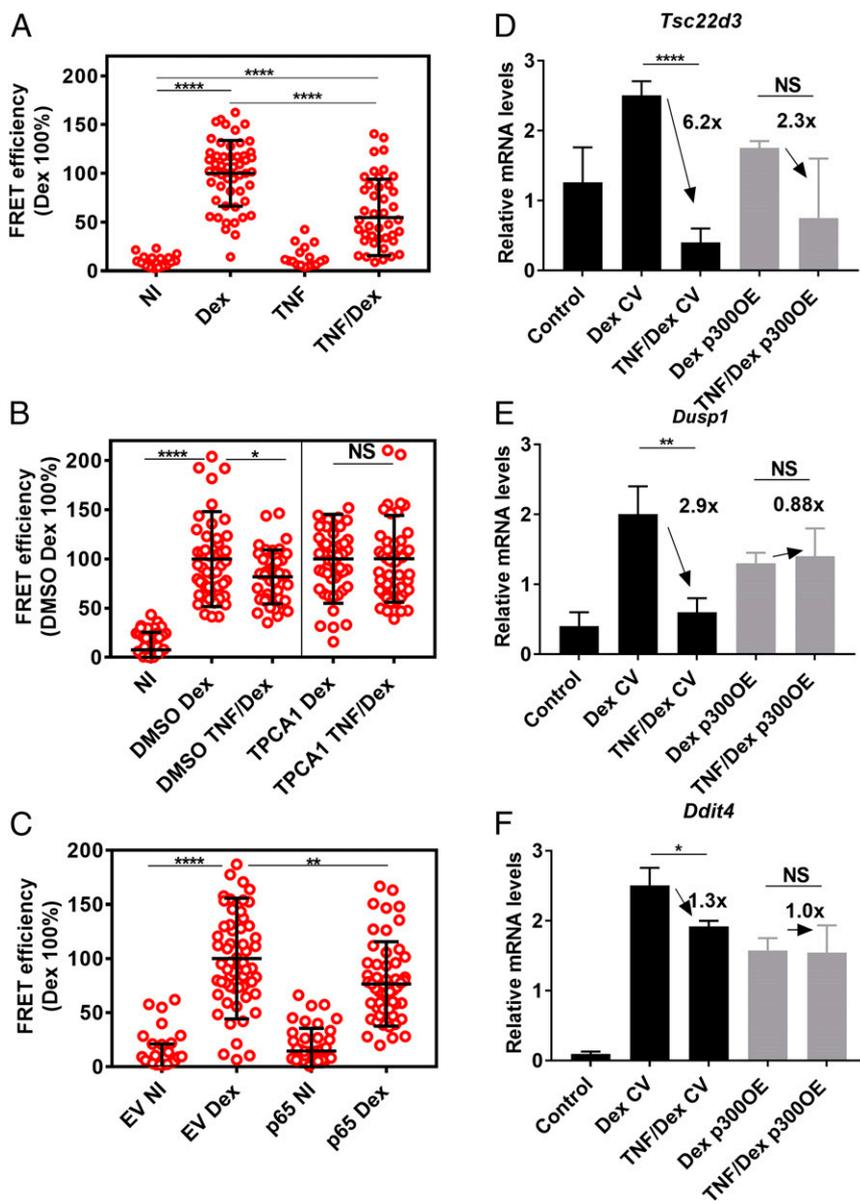 A
FRET efficiency
(Dex 100%)
200
150
100
50
0
****
****
****
NI
Dex
TNF
TNF/Dex
B
FRET efficiency
(DMSO Dex 100%)
200
150
100
50
0
****
*
NS
NI
DMSO Dex
DMSO TNF/Dex
TPCA1 Dex
TPCA1 TNF/Dex
C
FRET efficiency
(Dex 100%)
200
150
100
50
0
****
**
EV NI
EV Dex
p65 NI
p65 Dex
D
Tsc22d3
Relative mRNA levels
3
2
1
0
****
6.2x
NS
2.3x
Control
Dex CV
TNF/Dex CV
Dex p300OE
TNF/Dex p300OE
E
Dusp1
Relative mRNA levels
3
2
1
0
**
2.9x
NS
0.88x
Control
Dex CV
TNF/Dex CV
Dex p300OE
TNF/Dex p300OE
F
Ddit4
Relative mRNA levels
3
2
1
0
*
1.3x
NS
1.0x
Control
Dex CV
TNF/Dex CV
Dex p300OE
TNF/Dex p300OE